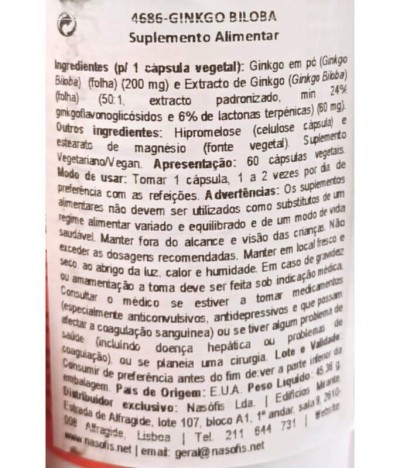 4686-GINKGO BILOBA
Suplemento Alimentar
Ingredientes (p/ 1 cápsula vegetal): Ginkgo em pó (Ginkgo
Biloba) (folha) (200 mg) e Extracto de Ginkgo (Ginkgo Biloba)
(folha) (50:1, extracto padronizado, min 24%
ginkgoflavonoglicósidos e 6% de lactonas terpénicas) (60 mg).
Outros ingredientes: Hipromelose (celulose cápsula) e
estearato de magnésio (fonte vegetal). Suplemento
Vegetariano/Vegan. Apresentação: 60 cápsulas vegetais.
Modo de usar: Tomar 1 cápsula, 1 a 2 vezes por dia de
preferência com as refeições. Advertências: Os suplementos
alimentares não devem ser utilizados como substitutos de um
regime alimentar variado e equilibrado e de um modo de vida
saudável. Manter fora do alcance e visão das crianças. Não
exceder as dosagens recomendadas. Manter em local fresco e
seco, ao abrigo da luz, calor e humidade. Em caso de gravidez
ou amamentação a toma deve ser feita sob indicação médica.
Consultar o médico se estiver a tomar medicamentos
(especialmente anticonvulsivos, antidepressivos e que possam
afectar a coagulação sanguínea) ou se tiver algum problema de
saúde (incluindo doença hepática ou problemas de
coagulação), ou se planeia uma cirurgia. Lote e Validade:
Consumir de preferência antes do fim de:ver a parte inferior da
embalagem. País de Origem: E.U.A. Peso Líquido: 45,36 g
Distribuidor exclusivo: Nasófis Lda. | Edifícios Mirante,
Estrada de Alfragide, lote 107, bloco A1, 1º andar, sala 9, 2610-
008 Alfragide, Lisboa | Tel. 211 644 731 | Website:
www.nasofis.net | email: geral@nasofis.net